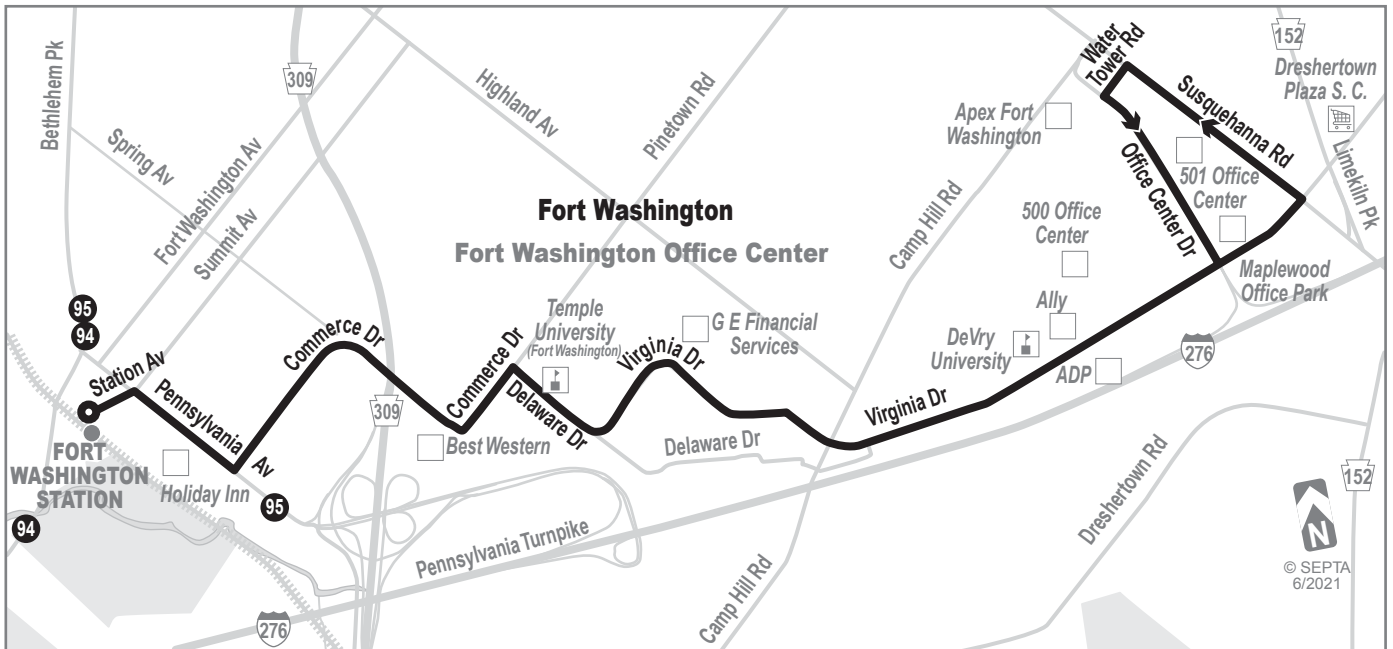 Bethlehem Pk
309
Spring Av
Fort Washington Av
Summit Av
Highland Av
Pinetown Rd
Fort Washington
Fort Washington Office Center
Water
Tower Rd
152
Dreshertown
Plaza S. C.
Susquehanna Rd
Apex Fort
Washington
Office Center Dr
501 Office
Center
Limekiln Pk
Camp Hill Rd
500 Office
Center
Maplewood
Office Park
95
94
Station Av
Pennsylvania
Av
Commerce Dr
Commerce Dr
Temple
University
(Fort Washington)
Delaware Dr
Virginia Dr
G E Financial
Services
Ally
DeVry
University
ADP
276
309
Virginia Dr
Best Western
Delaware Dr
FORT
WASHINGTON
STATION
Holiday Inn
95
94
Pennsylvania Turnpike
Camp Hill Rd
Dreshertown Rd
152
N
© SEPTA
6/2021
276